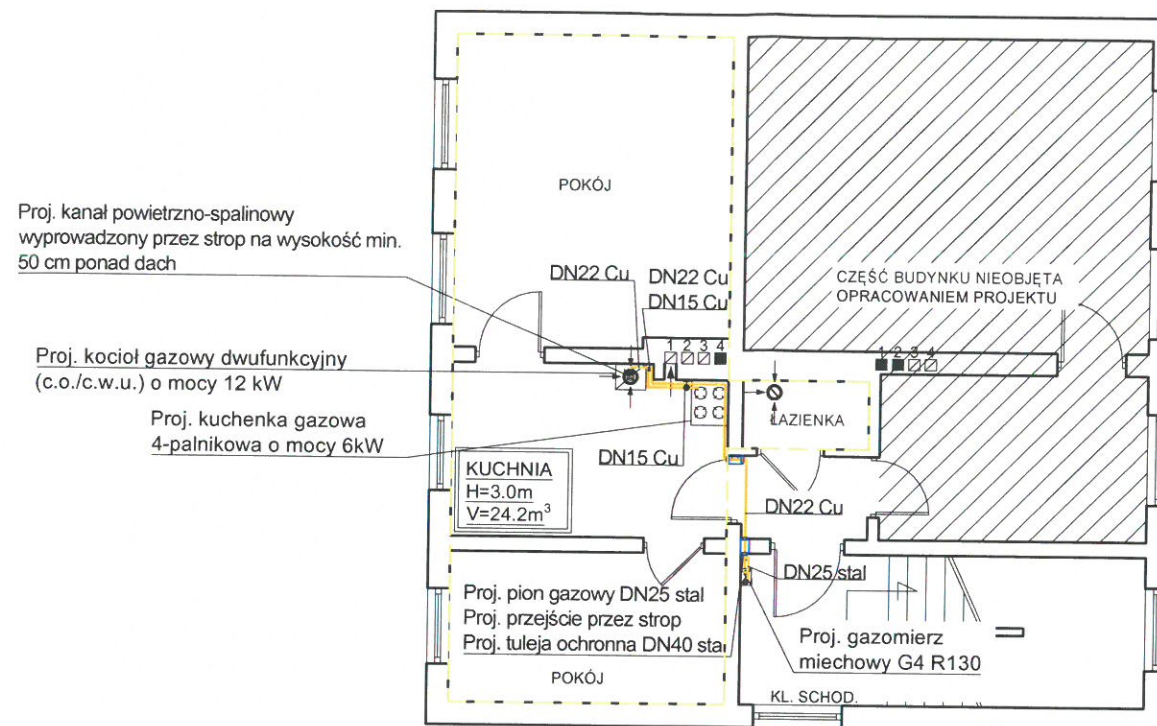 POKÓJ
Proj. kanał powietrzno-spalinowy
wyprowadzony przez strop na wysokość min.
50 cm ponad dach
DN22 Cu
DN22 Cu
DN15 Cu
CZĘŚĆ BUDYNKU NIEOBJĘTA
OPRACOWANIEM PROJEKTU
1 2 3 4
1 2 3 4
Proj. kocioł gazowy dwufunkcyjny
(c.o./c.w.u.) o mocy 12 kW
Proj. kuchenka gazowa
4-palnikowa o mocy 6kW
ŁAZIENKA
DN15 Cu
KUCHNIA
H=3.0m
V=24.2m³
DN22 Cu
DN25 stal
Proj. pion gazowy DN25 stal
Proj. przejście przez strop
Proj. tuleja ochronna DN40 sta
Proj. gazomierz
miechowy G4 R130
POKÓJ
KL. SCHOD.